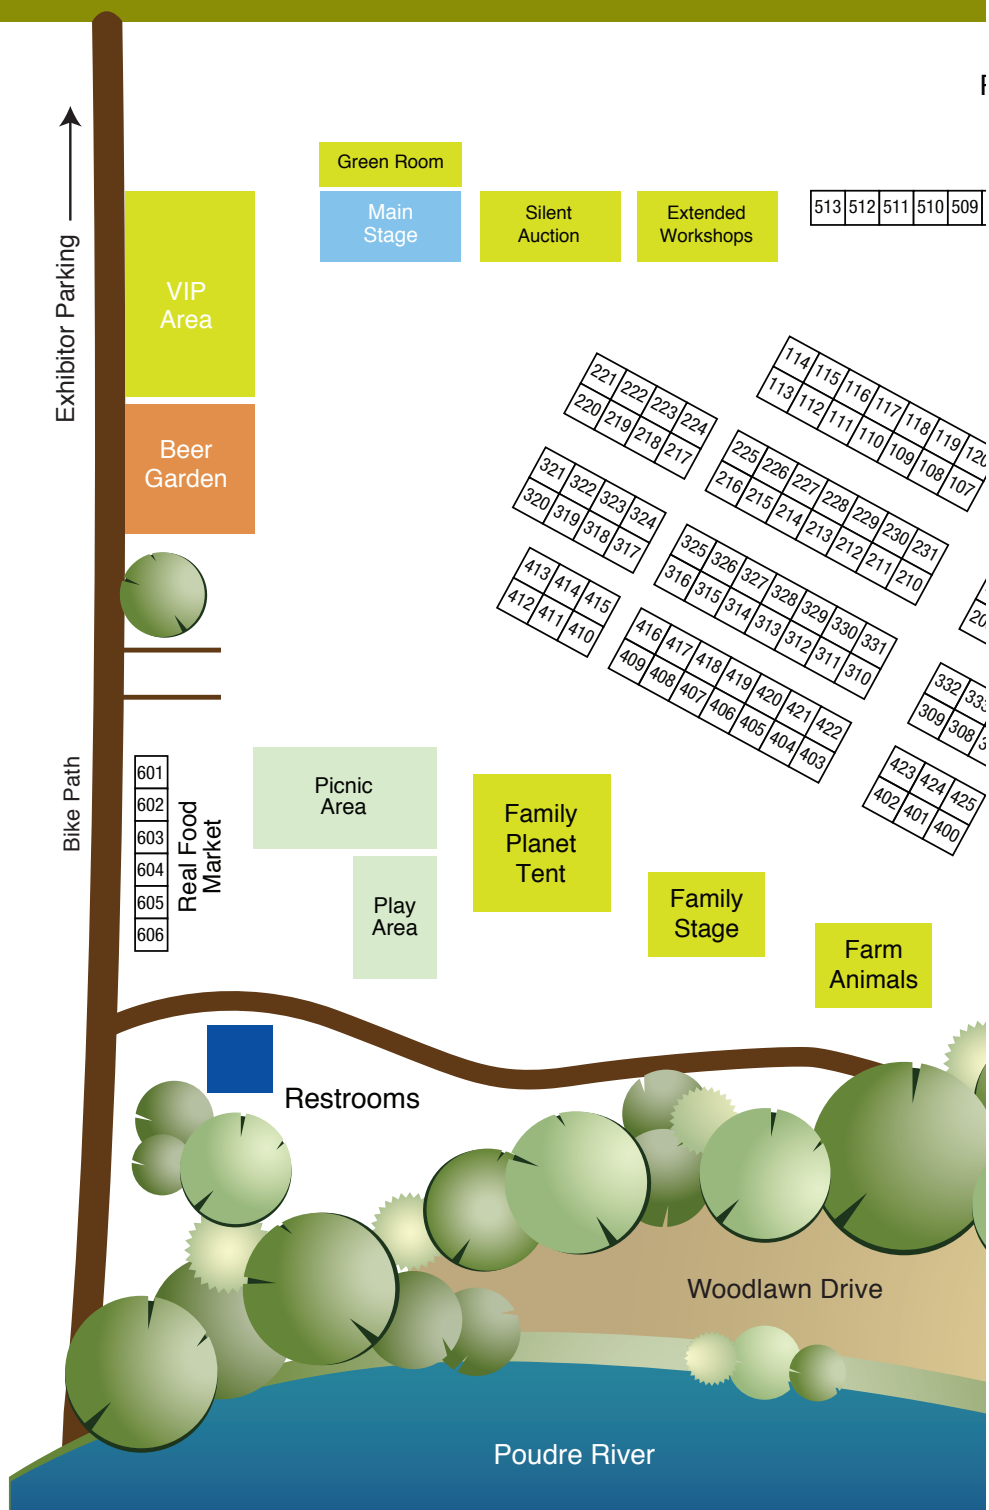 F
Green Room
Main
Stage
Silent
Auction
Extended
Workshops
513 512 511 510 509
Exhibitor Parking
VIP
Area
Beer
Garden
114 115 116 117 118 119 120
113 112 111 110 109 108 107
221 222 223 224
220 219 218 217
225 226 227 228 229 230 231
216 215 214 213 212 211 210
321 322 323 324
320 319 318 317
325 326 327 328 329 330 331
316 315 314 313 312 311 310
413 414 415
412 411 410
416 417 418 419 420 421 422
409 408 407 406 405 404 403
332 333
309 308
423 424 425
402 401 400
Bike Path
601
602
603
604
605
606
Real Food
Market
Picnic
Area
Play
Area
Family
Planet
Tent
Family
Stage
Farm
Animals
Restrooms
Woodlawn Drive
Poudre River